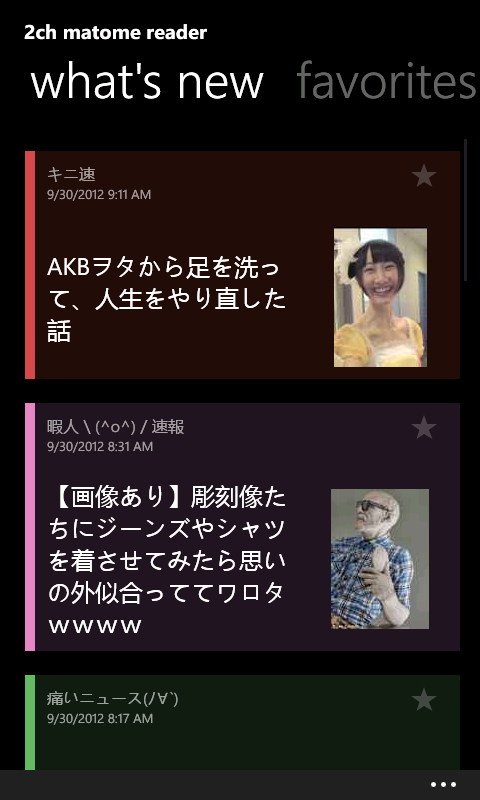 2ch matome reader
what's new favorites
キニ速
9/30/2012 9:11 AM
AKBヲタから足を洗っ
て、人生をやり直した
話
暇人＼(^o^)／速報
9/30/2012 8:31 AM
【画像あり】彫刻像た
ちにジーンズやシャツ
を着させてみたら思い
の外似合っててワロタ
ｗｗｗｗ
痛いニュース(ﾉ∀`)
9/30/2012 8:17 AM